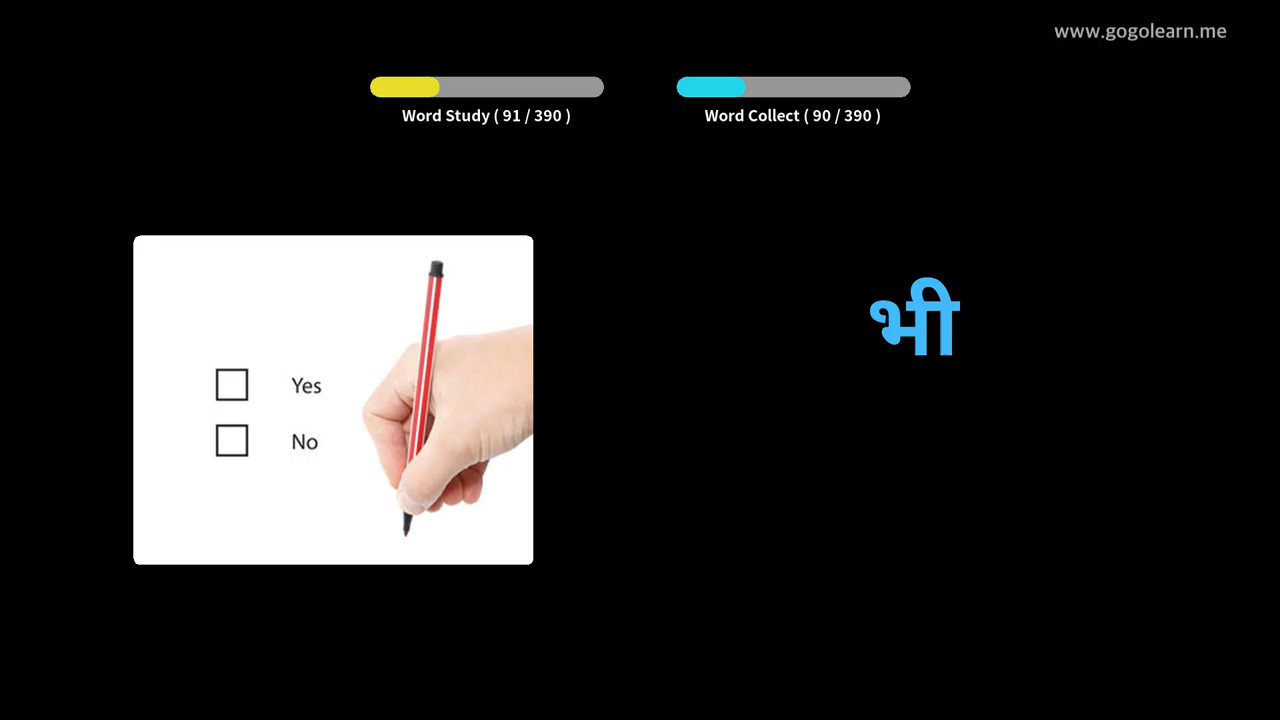 www.gogolearn.me
Word Study ( 91 / 390 )
Word Collect ( 90 / 390 )
भी
Yes
No